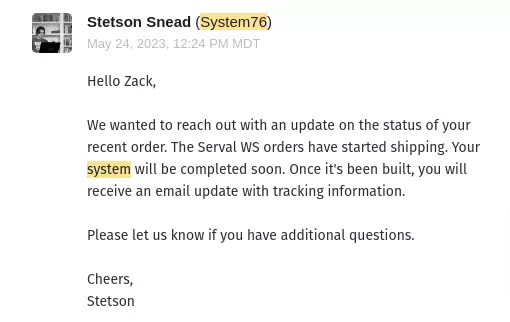 Stetson Snead (System76)
May 24, 2023, 12:24 PM MDT
Hello Zack,
We wanted to reach out with an update on the status of your
recent order. The Serval WS orders have started shipping. Your
system will be completed soon. Once it's been built, you will
receive an email update with tracking information.
Please let us know if you have additional questions.
Cheers,
Stetson